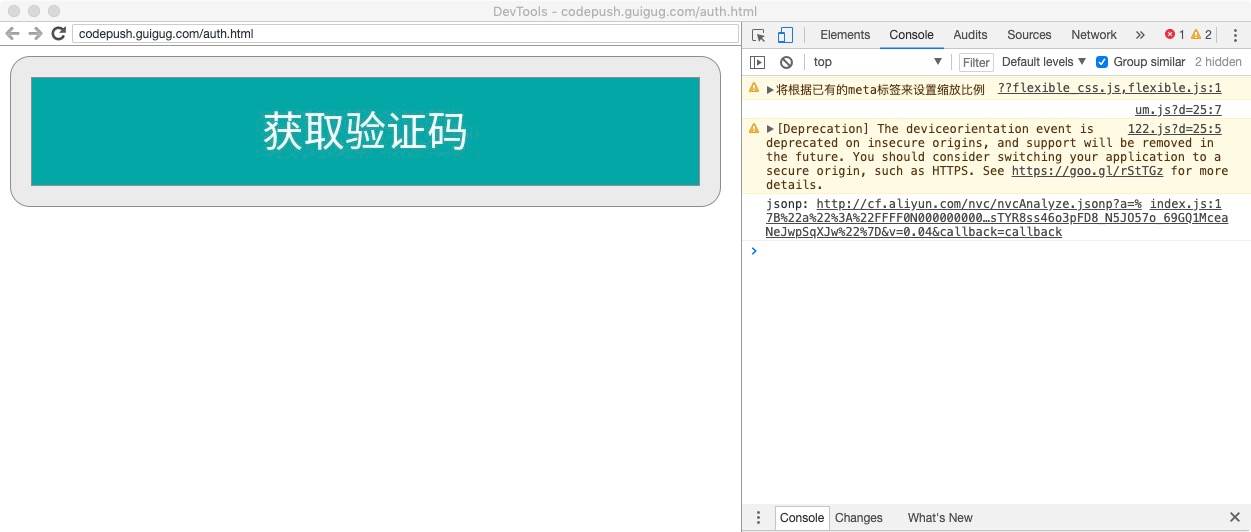 DevTools - codepush.guigug.com/auth.html
codepush.guigug.com/auth.html
获取验证码
Elements Console Audits Sources Network » 1 2
top Filter Default levels Group similar 2 hidden
将根据已有的meta标签来设置缩放比例 ??flexible_css.js,flexible.js:1
um.js?d=25:7
[Deprecation] The deviceorientation event is 122.js?d=25:5
deprecated on insecure origins, and support will be removed in
the future. You should consider switching your application to a
secure origin, such as HTTPS. See https://goo.gl/rStTGz for more
details.
jsonp: http://cf.aliyun.com/nvc/nvcAnalyze.jsonp?a=% index.js:1
7B%22a%22%3A%22FFFF0N000000000…sTYR8ss46o3pFD8_N5JO57o_69GQ1Mcea
NeJwpSqXJw%22%7D&v=0.04&callback=callback
Console Changes What's New